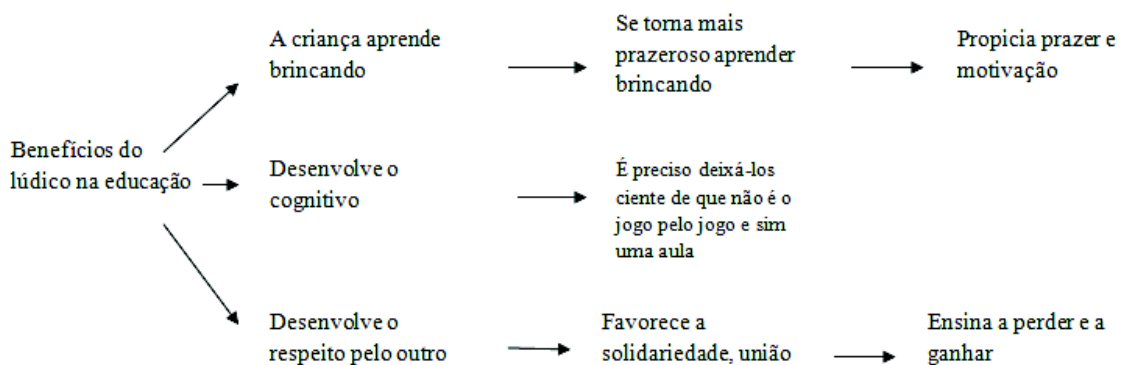 Benefícios do
lúdico na educação
A criança aprende
brincando
Se torna mais
prazeroso aprender
brincando
Propicia prazer e
motivação
Desenvolve o
cognitivo
É preciso deixá-los
ciente de que não é o
jogo pelo jogo e sim
uma aula
Desenvolve o
respeito pelo outro
Favorece a
solidariedade, união
Ensina a perder e a
ganhar